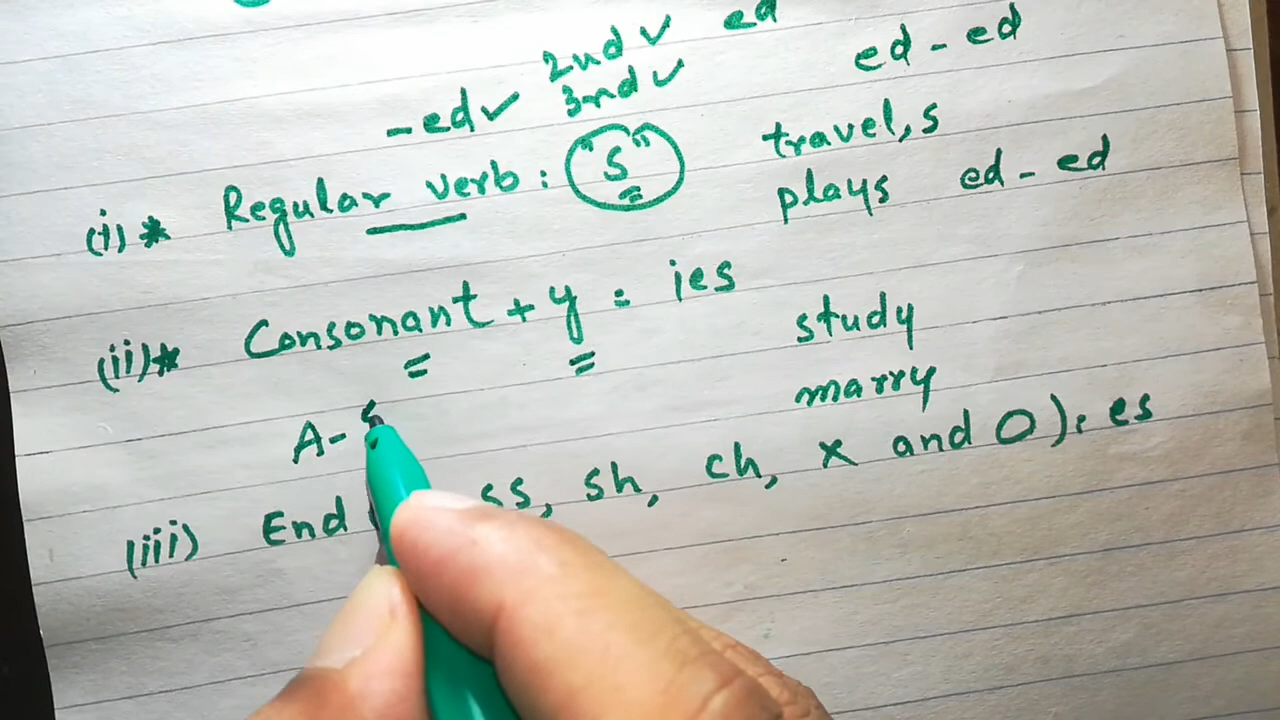 2nd✓ ed
-ed✓ 3nd✓ ed - ed
(i)* Regular verb: "S" travel,s
plays ed - ed
(ii)* Consonant + y = ies
study
marry
A-
(iii) End ss, sh, ch, x and O): es